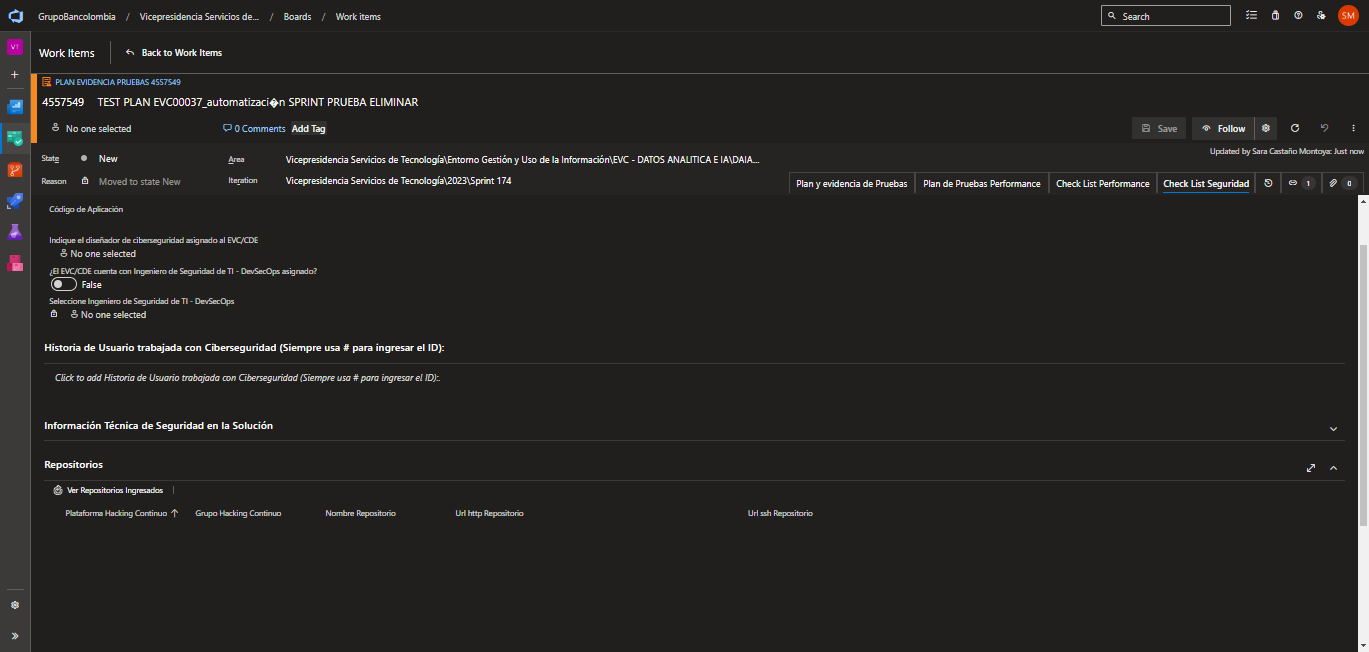 GrupoBancolombia / Vicepresidencia Servicios de... / Boards / Work items
Search
SM
VT
Work Items
Back to Work Items
PLAN EVIDENCIA PRUEBAS 4557549
4557549 TEST PLAN EVC00037_automatizaci�n SPRINT PRUEBA ELIMINAR
No one selected
0 Comments
Add Tag
Save
Follow
State New
Area Vicepresidencia Servicios de Tecnología\Entorno Gestión y Uso de la Información\EVC - DATOS ANALITICA E IA\DAIA...
Updated by Sara Castaño Montoya: Just now
Reason Moved to state New
Iteration Vicepresidencia Servicios de Tecnología\2023\Sprint 174
Plan y evidencia de Pruebas
Plan de Pruebas Performance
Check List Performance
Check List Seguridad
1
0
Código de Aplicación
Indique el diseñador de ciberseguridad asignado al EVC/CDE
No one selected
¿El EVC/CDE cuenta con Ingeniero de Seguridad de TI - DevSecOps asignado?
False
Seleccione Ingeniero de Seguridad de TI - DevSecOps
No one selected
Historia de Usuario trabajada con Ciberseguridad (Siempre usa # para ingresar el ID):
Click to add Historia de Usuario trabajada con Ciberseguridad (Siempre usa # para ingresar el ID):.
Información Técnica de Seguridad en la Solución
Repositorios
Ver Repositorios Ingresados
Plataforma Hacking Continuo
Grupo Hacking Continuo
Nombre Repositorio
Url http Repositorio
Url ssh Repositorio